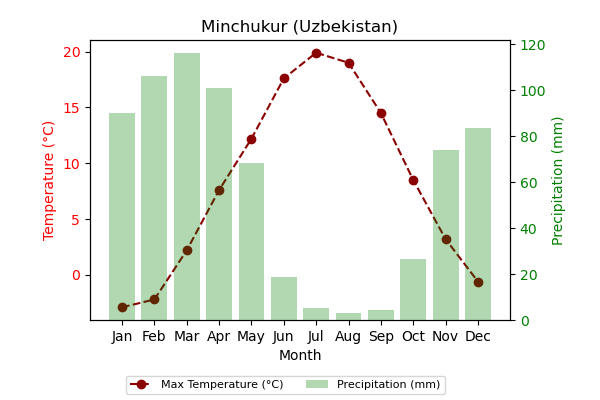 Minchukur (Uzbekistan)
Temperature (°C)
20
15
10
5
0
120
100
80
60
40
20
0
Precipitation (mm)
Jan Feb Mar Apr May Jun Jul Aug Sep Oct Nov Dec
Month
Max Temperature (°C) Precipitation (mm)